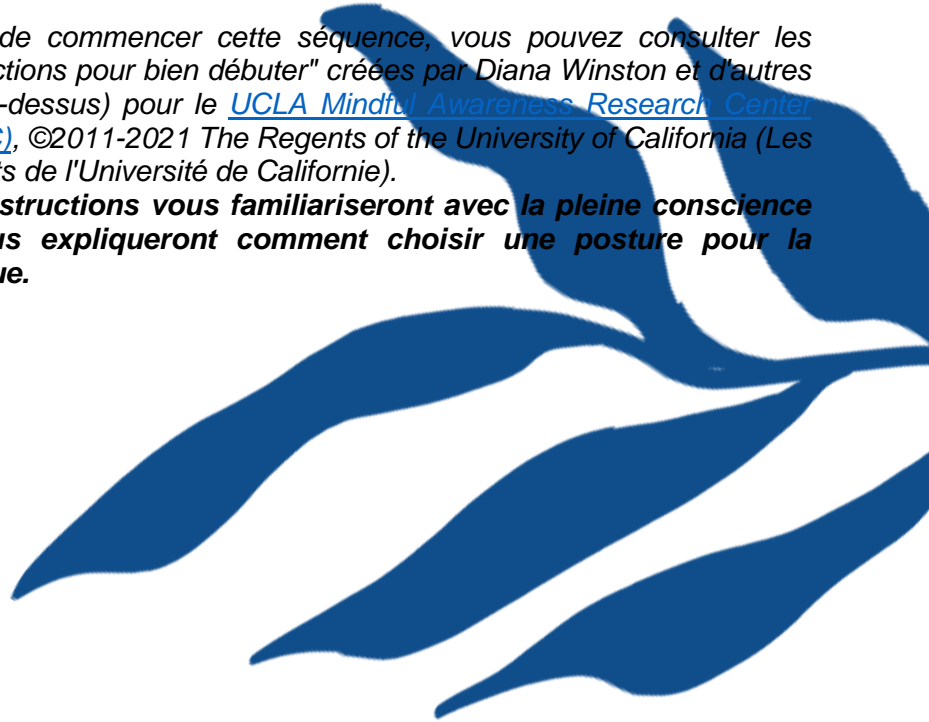 de commencer cette séquence, vous pouvez consulter les
ctions pour bien débuter" créées par Diana Winston et d'autres
-dessus) pour le UCLA Mindful Awareness Research Center
), ©2011-2021 The Regents of the University of California (Les
ts de l'Université de Californie).
structions vous familiariseront avec la pleine conscience
us expliqueront comment choisir une posture pour la
ue.